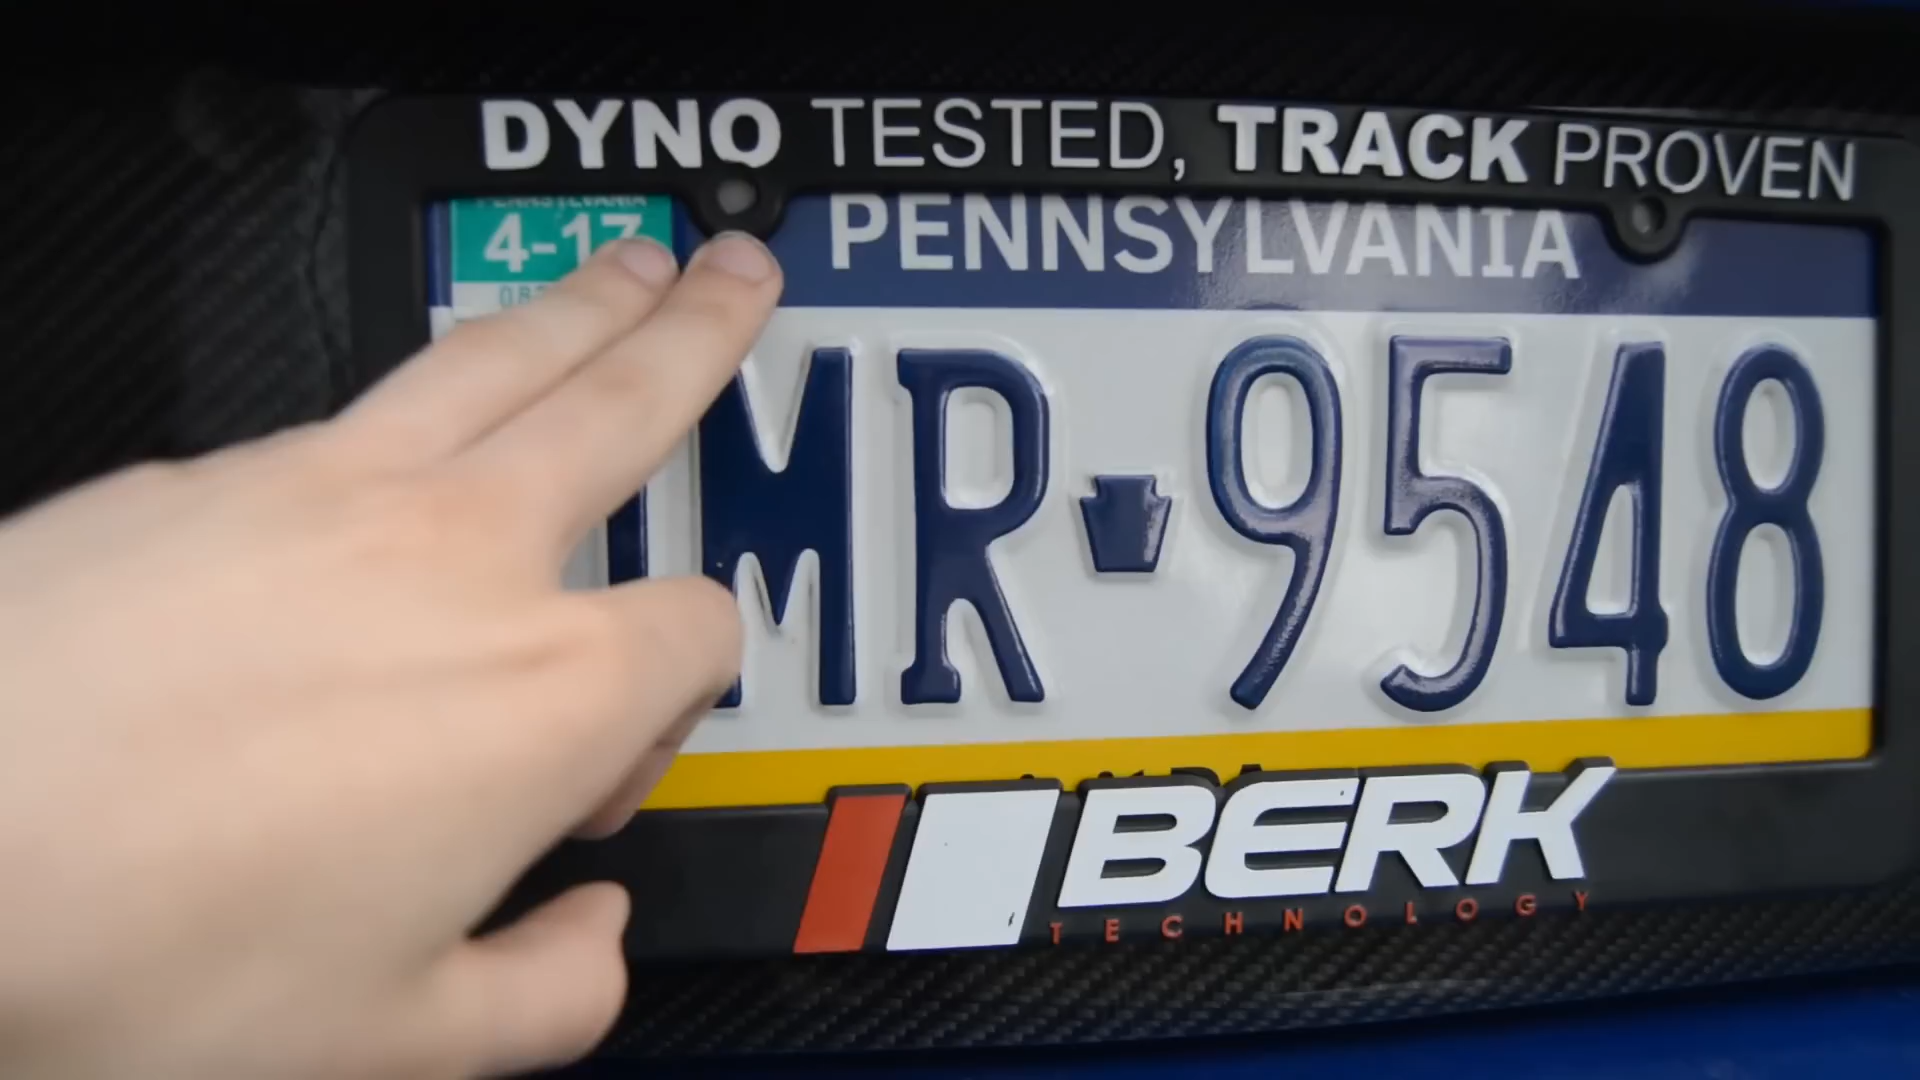 DYNO TESTED, TRACK PROVEN
4-17
PENNSYLVANIA
MR 9548
BERK
TECHNOLOGY